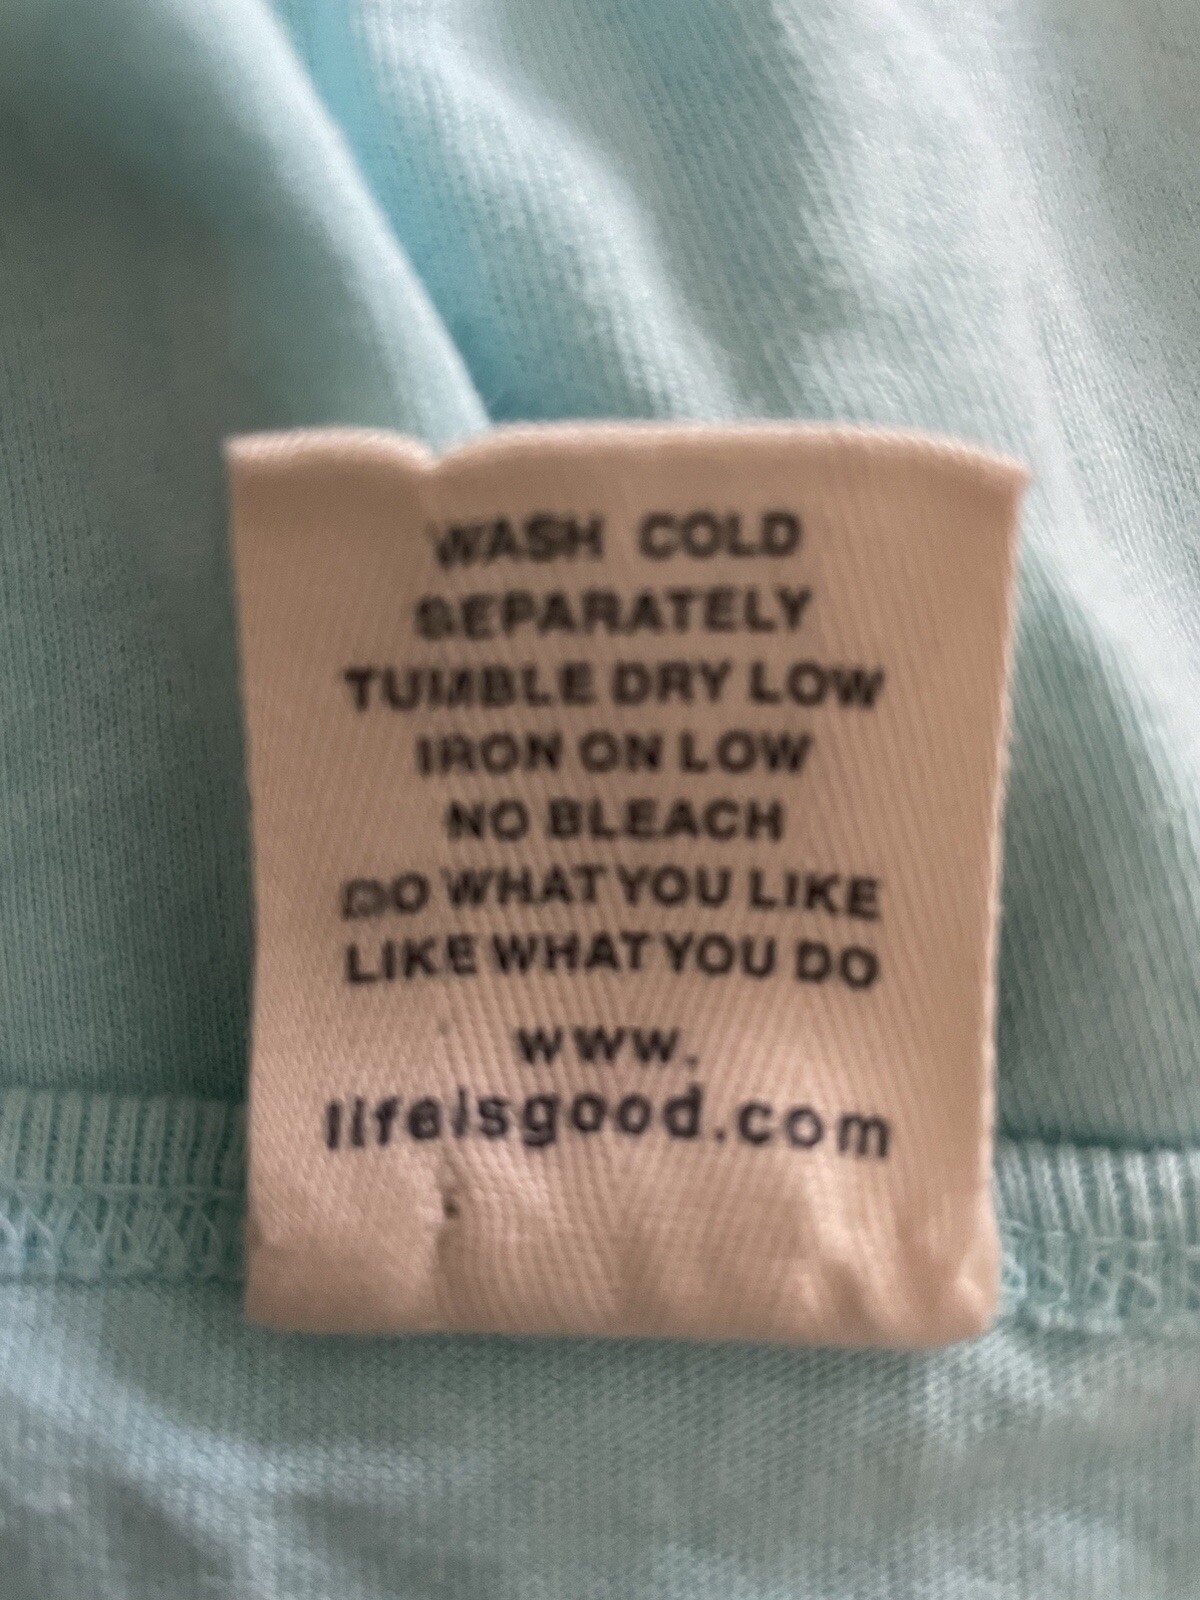 WASH COLD
SEPARATELY
TUMBLE DRY LOW
IRON ON LOW
NO BLEACH
DO WHAT YOU LIKE
LIKE WHAT YOU DO
www.
lifeisgood.com